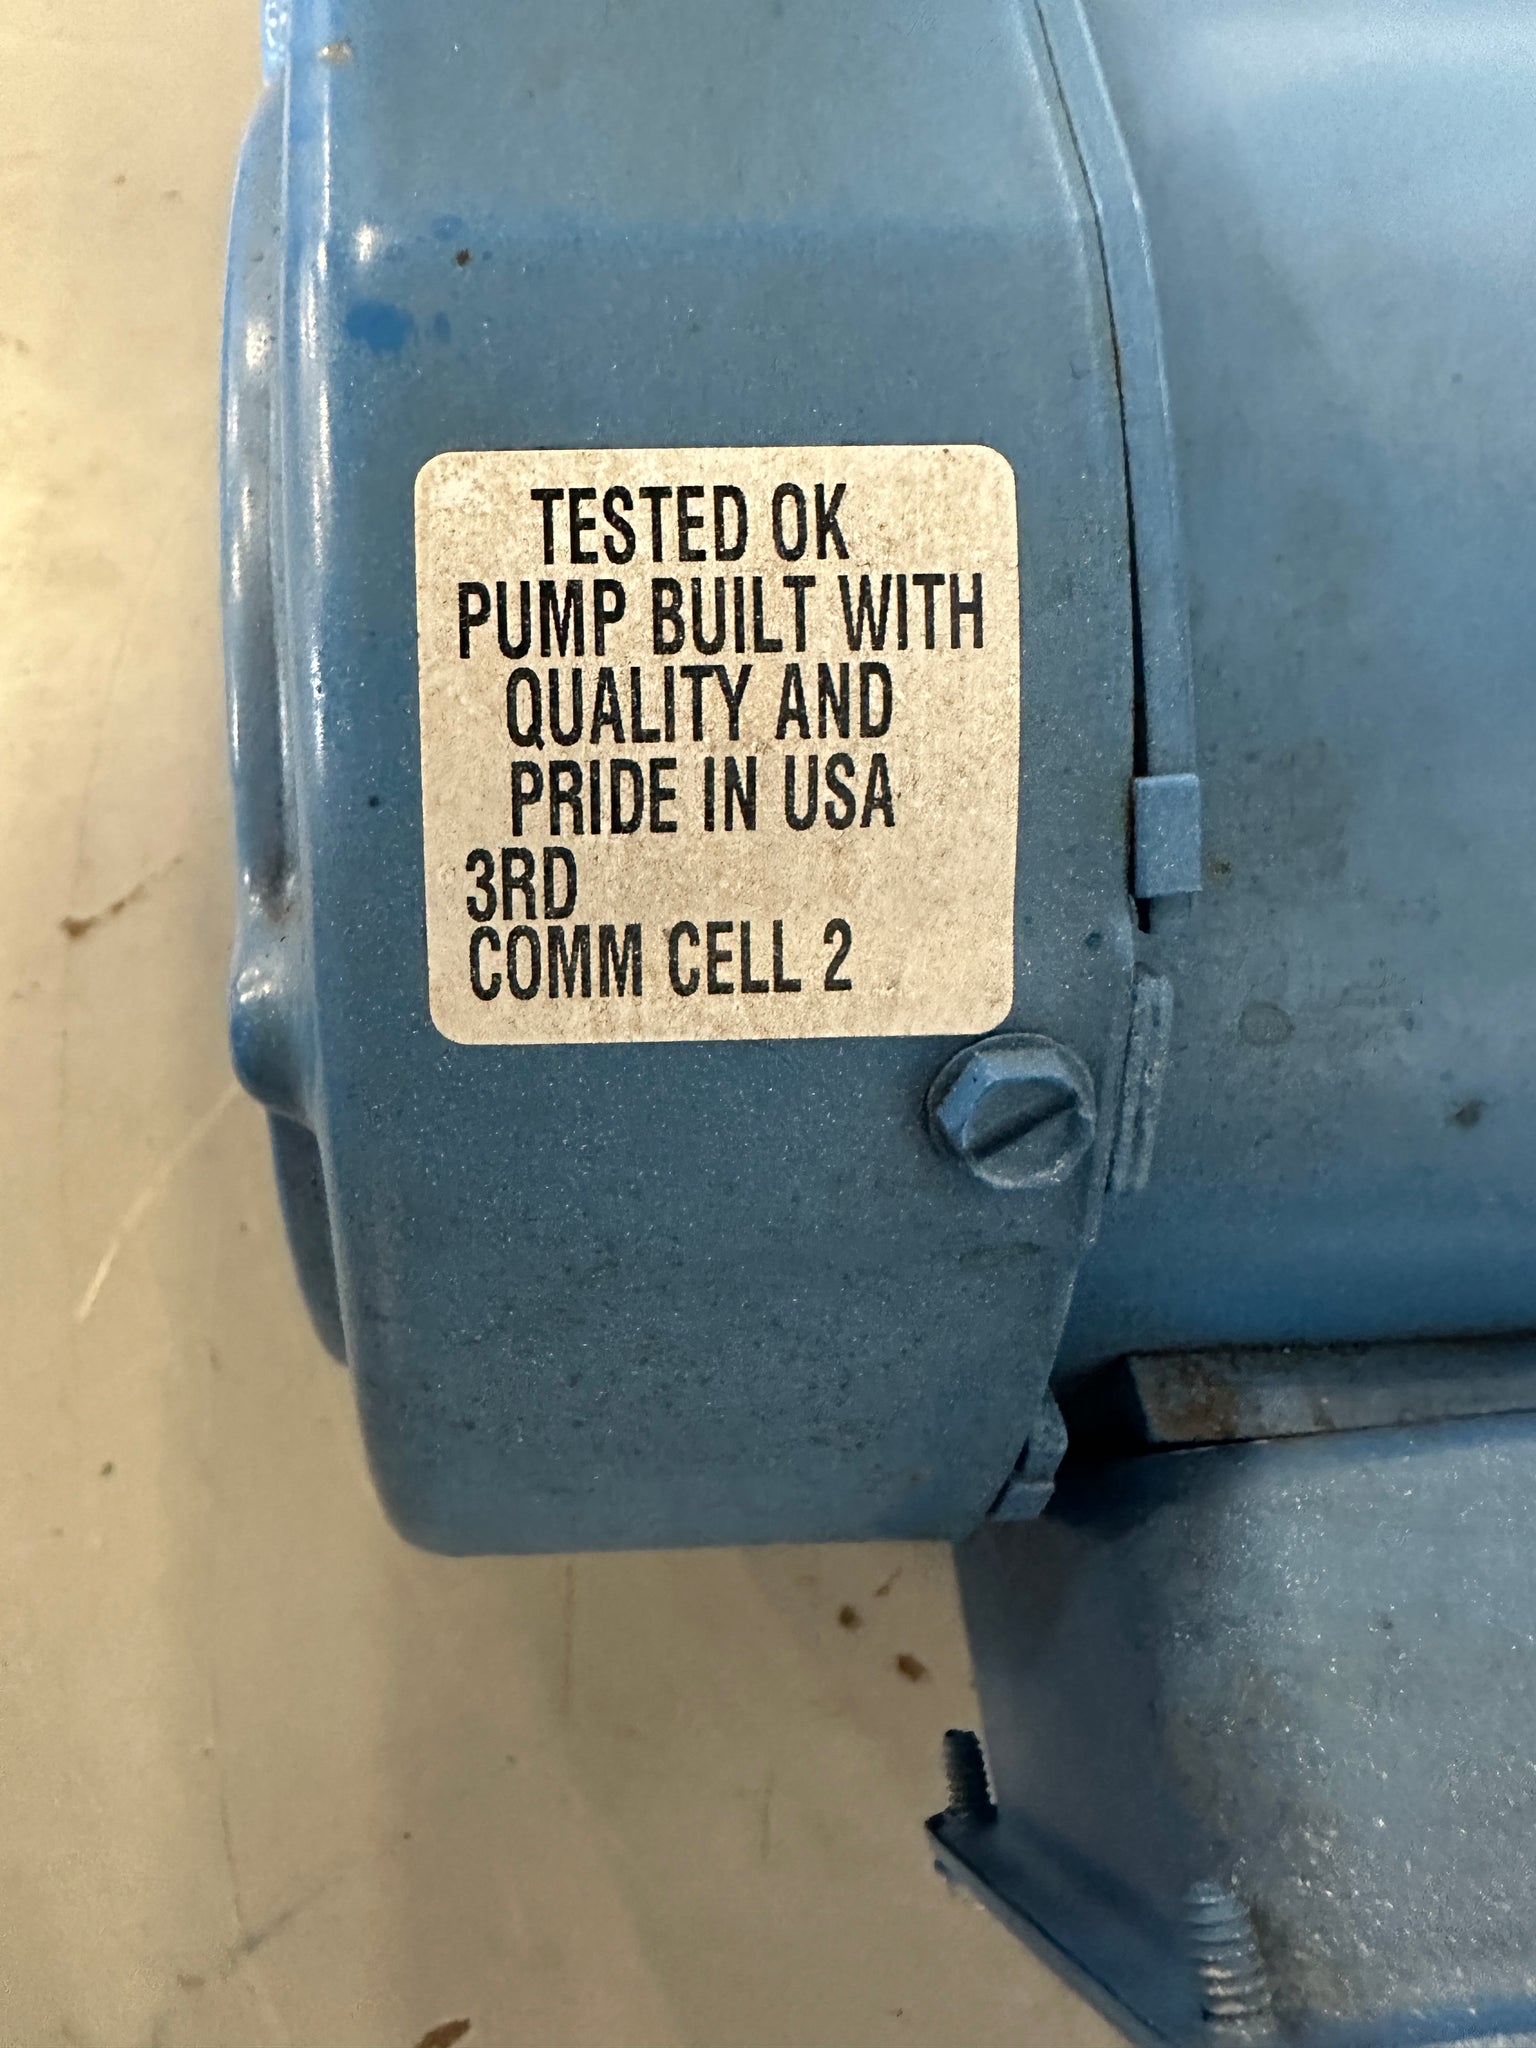 TESTED OK
PUMP BUILT WITH
QUALITY AND
PRIDE IN USA
3RD
COMM CELL 2